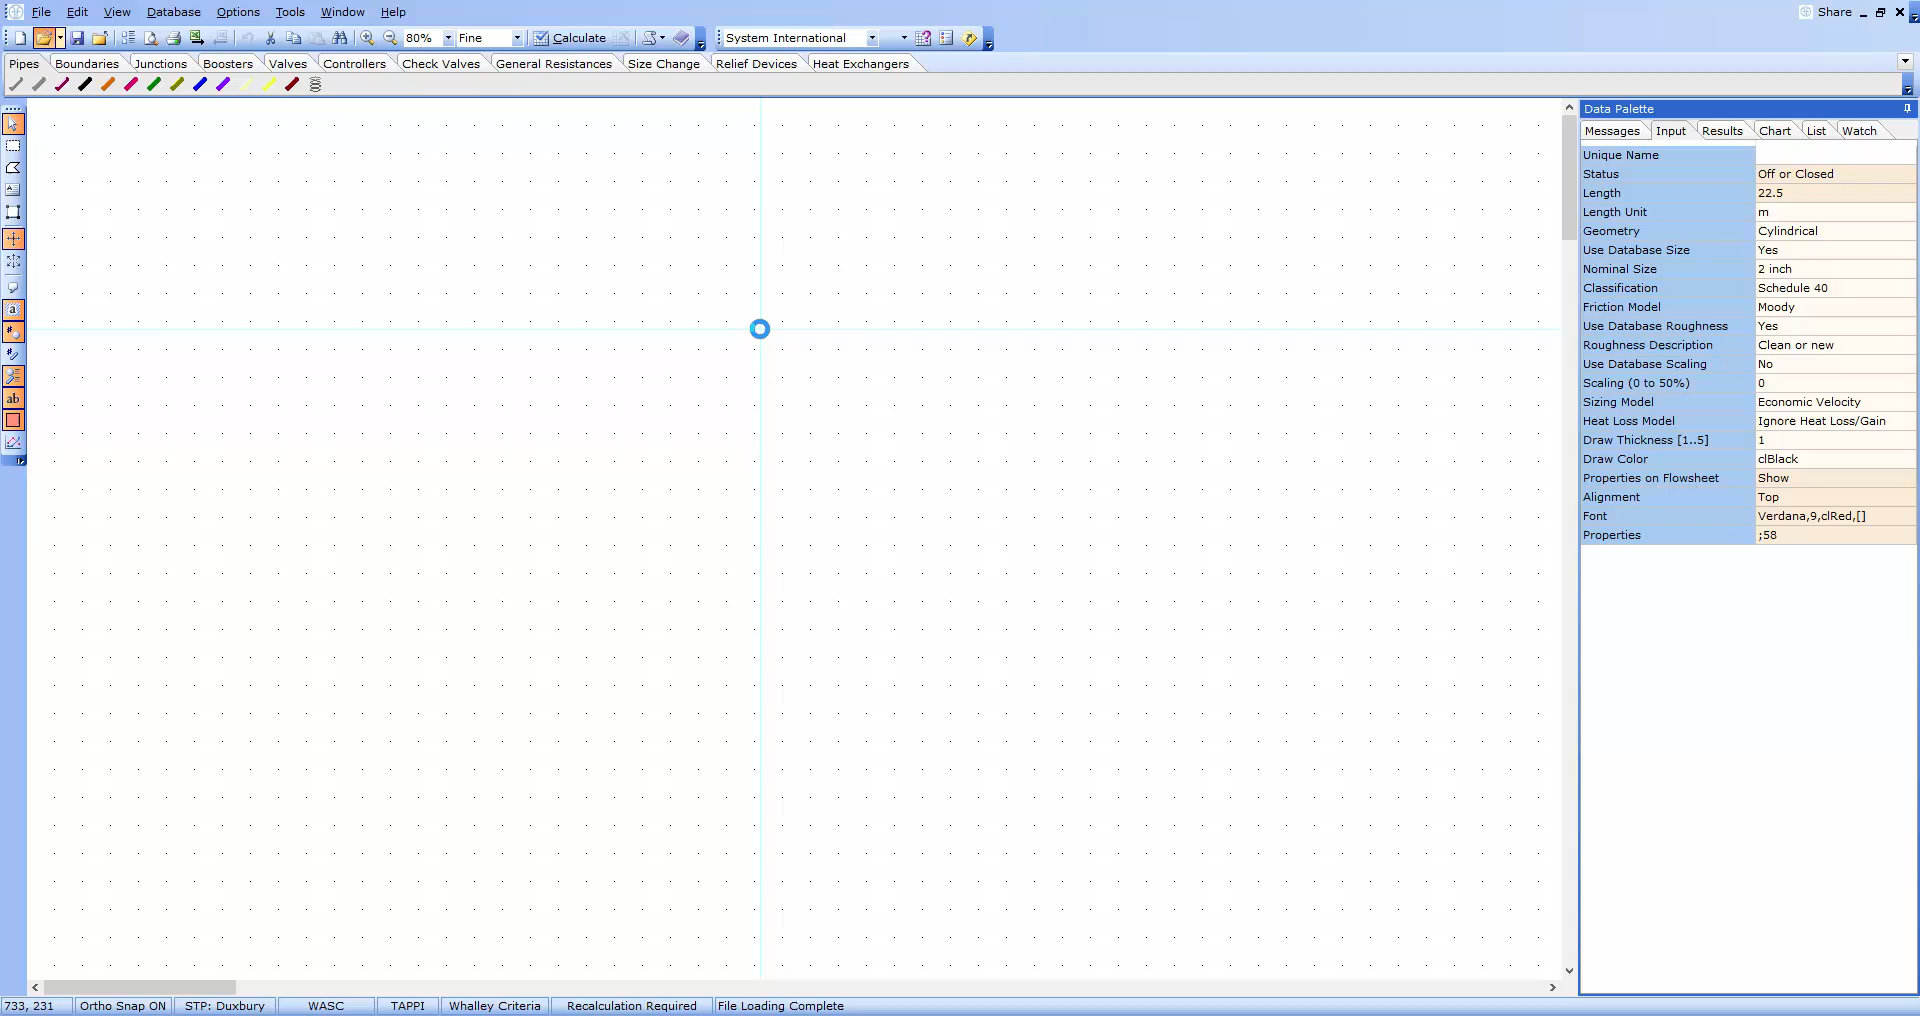 File Edit View Database Options Tools Window Help Share
80% Fine Calculate System International
Pipes Boundaries Junctions Boosters Valves Controllers Check Valves General Resistances Size Change Relief Devices Heat Exchangers
Data Palette
Messages Input Results Chart List Watch
Unique Name
Status Off or Closed
Length 22.5
Length Unit m
Geometry Cylindrical
Use Database Size Yes
Nominal Size 2 inch
Classification Schedule 40
Friction Model Moody
Use Database Roughness Yes
Roughness Description Clean or new
Use Database Scaling No
Scaling (0 to 50%) 0
Sizing Model Economic Velocity
Heat Loss Model Ignore Heat Loss/Gain
Draw Thickness [1..5] 1
Draw Color clBlack
Properties on Flowsheet Show
Alignment Top
Font Verdana,9,clRed,[]
Properties ;58
a
ab
733, 231 Ortho Snap ON STP: Duxbury WASC TAPPI Whalley Criteria Recalculation Required File Loading Complete